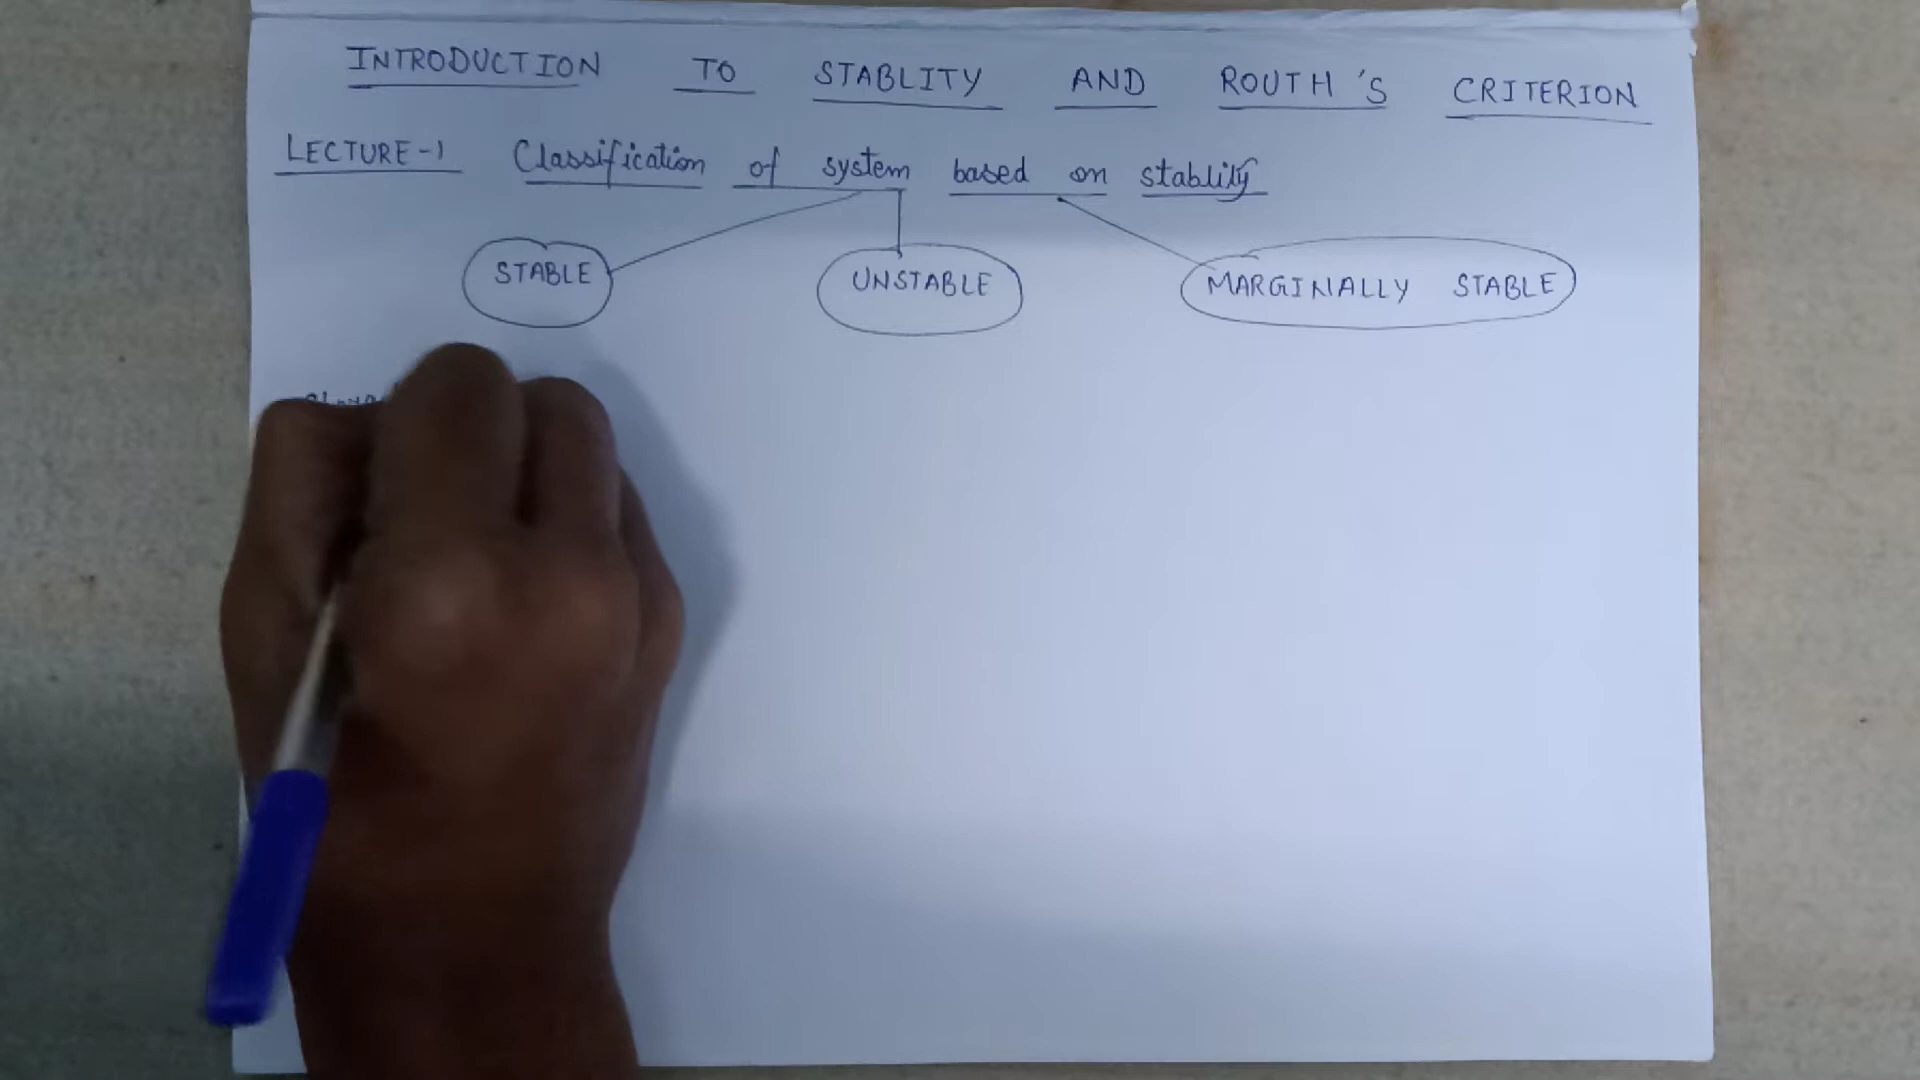 INTRODUCTION TO STABLITY AND ROUTH'S CRITERION
LECTURE-1 Classification of system based on stablity
STABLE UNSTABLE MARGINALLY STABLE